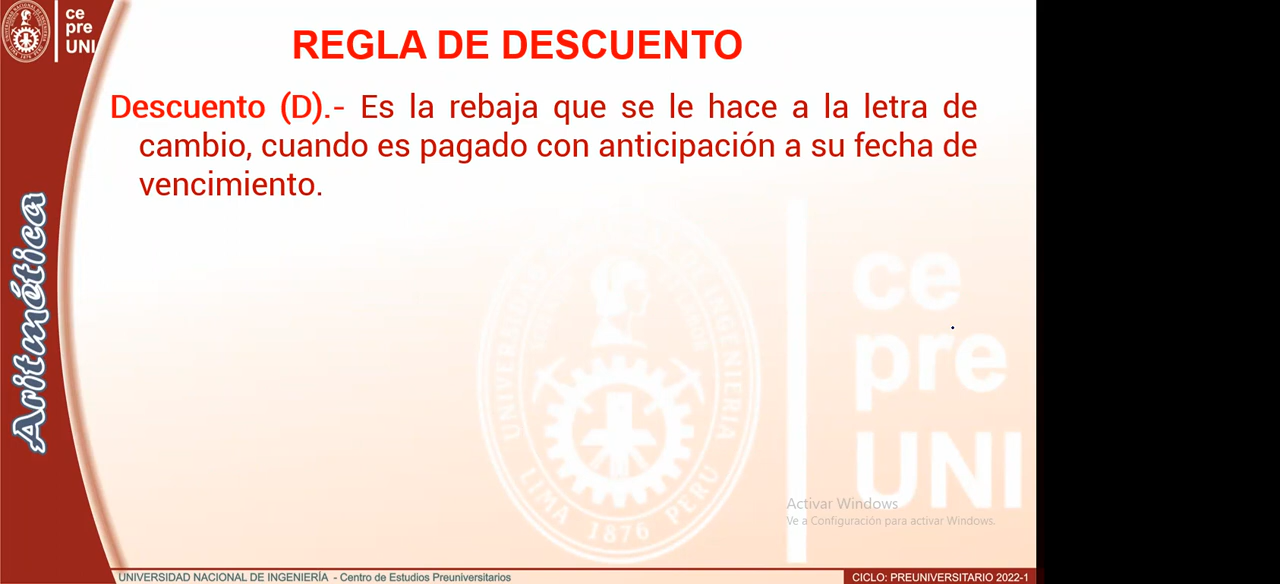 ce
pre
UNI
REGLA DE DESCUENTO
Descuento (D).- Es la rebaja que se le hace a la letra de
cambio, cuando es pagado con anticipación a su fecha de
vencimiento.
Aritmética
ce
pre
UNI
LIMA 1876 PERU
Activar Windows
Ve a Configuración para activar Windows.
UNIVERSIDAD NACIONAL DE INGENIERÍA - Centro de Estudios Preuniversitarios
CICLO: PREUNIVERSITARIO 2022-1